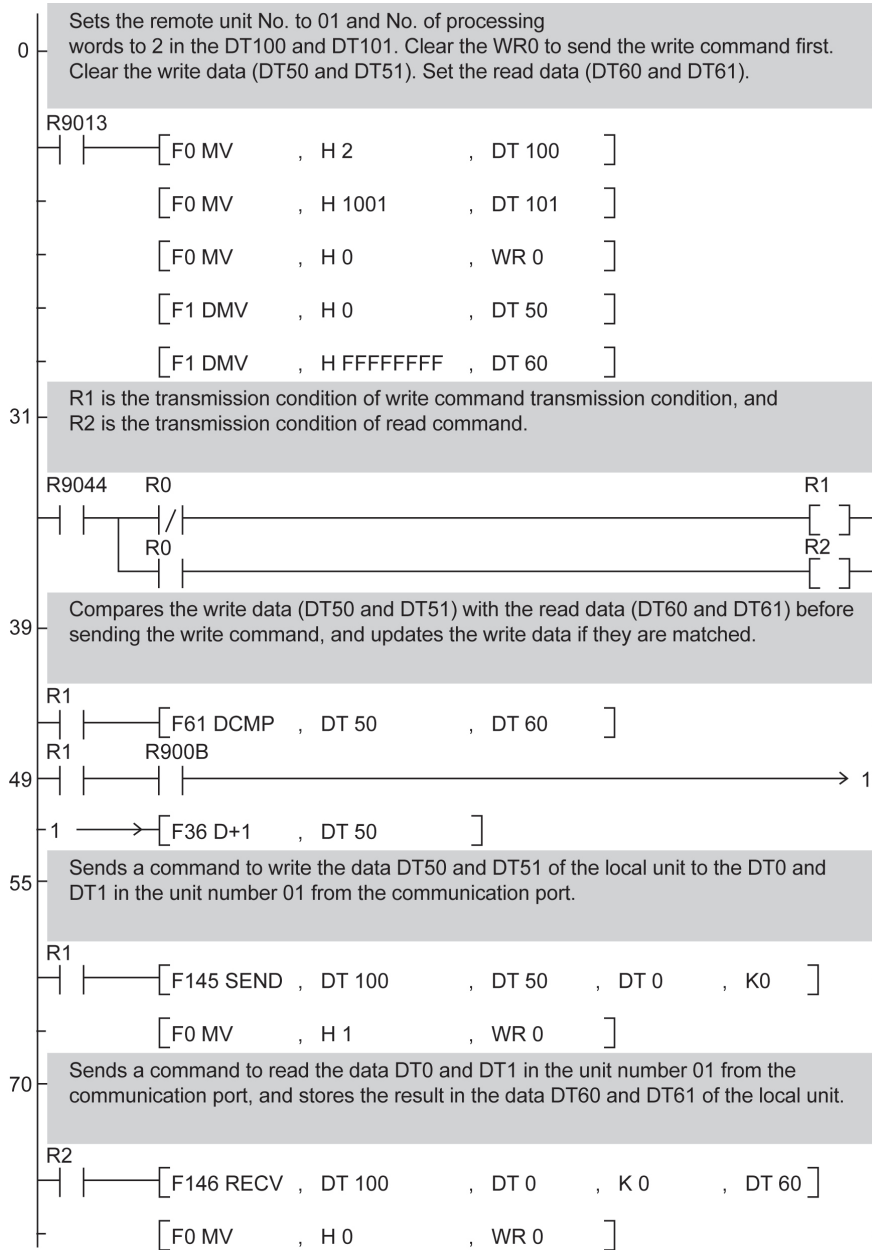 Sets the remote unit No. to 01 and No. of processing
0 words to 2 in the DT100 and DT101. Clear the WR0 to send the write command first.
Clear the write data (DT50 and DT51). Set the read data (DT60 and DT61).
R9013
F0 MV , H 2 , DT 100
F0 MV , H 1001 , DT 101
F0 MV , H 0 , WR 0
F1 DMV , H 0 , DT 50
F1 DMV , H FFFFFFFF , DT 60
R1 is the transmission condition of write command transmission condition, and
31 R2 is the transmission condition of read command.
R9044 R0 R1
R0 R2
Compares the write data (DT50 and DT51) with the read data (DT60 and DT61) before
39 sending the write command, and updates the write data if they are matched.
R1
F61 DCMP , DT 50 , DT 60
R1 R900B
49 1
1 F36 D+1 , DT 50
Sends a command to write the data DT50 and DT51 of the local unit to the DT0 and
55 DT1 in the unit number 01 from the communication port.
R1
F145 SEND , DT 100 , DT 50 , DT 0 , K0
F0 MV , H 1 , WR 0
Sends a command to read the data DT0 and DT1 in the unit number 01 from the
70 communication port, and stores the result in the data DT60 and DT61 of the local unit.
R2
F146 RECV , DT 100 , DT 0 , K 0 , DT 60
F0 MV , H 0 , WR 0